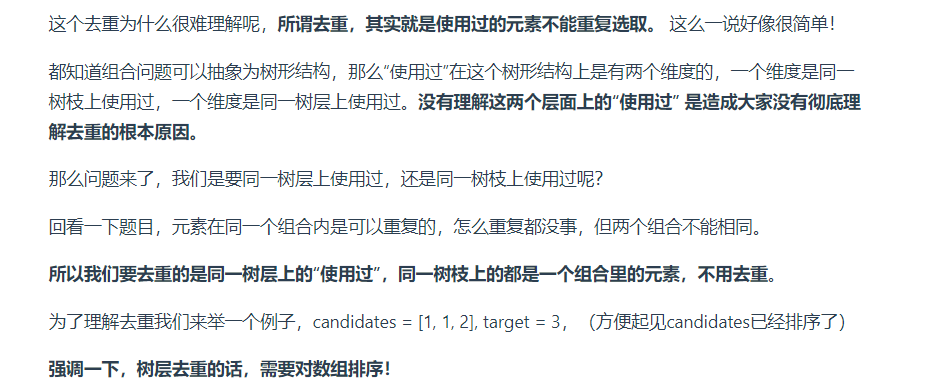 这个去重为什么很难理解呢，所谓去重，其实就是使用过的元素不能重复选取。 这么一说好像很简单！
都知道组合问题可以抽象为树形结构，那么“使用过”在这个树形结构上是有两个维度的，一个维度是同一
树枝上使用过，一个维度是同一树层上使用过。没有理解这两个层面上的“使用过” 是造成大家没有彻底理
解去重的根本原因。
那么问题来了，我们是要同一树层上使用过，还是同一树枝上使用过呢？
回看一下题目，元素在同一个组合内是可以重复的，怎么重复都没事，但两个组合不能相同。
所以我们要去重的是同一树层上的“使用过”，同一树枝上的都是一个组合里的元素，不用去重。
为了理解去重我们来举一个例子，candidates = [1, 1, 2], target = 3，（方便起见candidates已经排序了）
强调一下，树层去重的话，需要对数组排序！